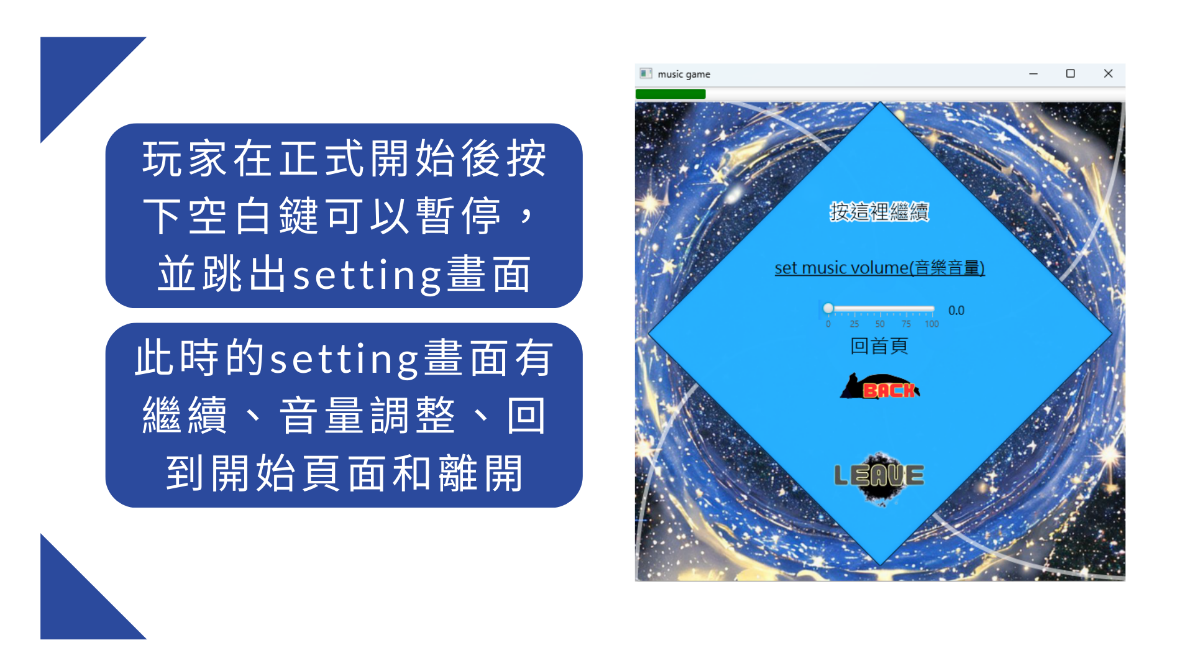 玩家在正式開始後按
下空白鍵可以暫停，
並跳出setting畫面
此時的setting畫面有
繼續、音量調整、回
到開始頁面和離開
music game
按這裡繼續
set music volume(音樂音量)
0.0
0 25 50 75 100
回首頁
BACK
LEAVE